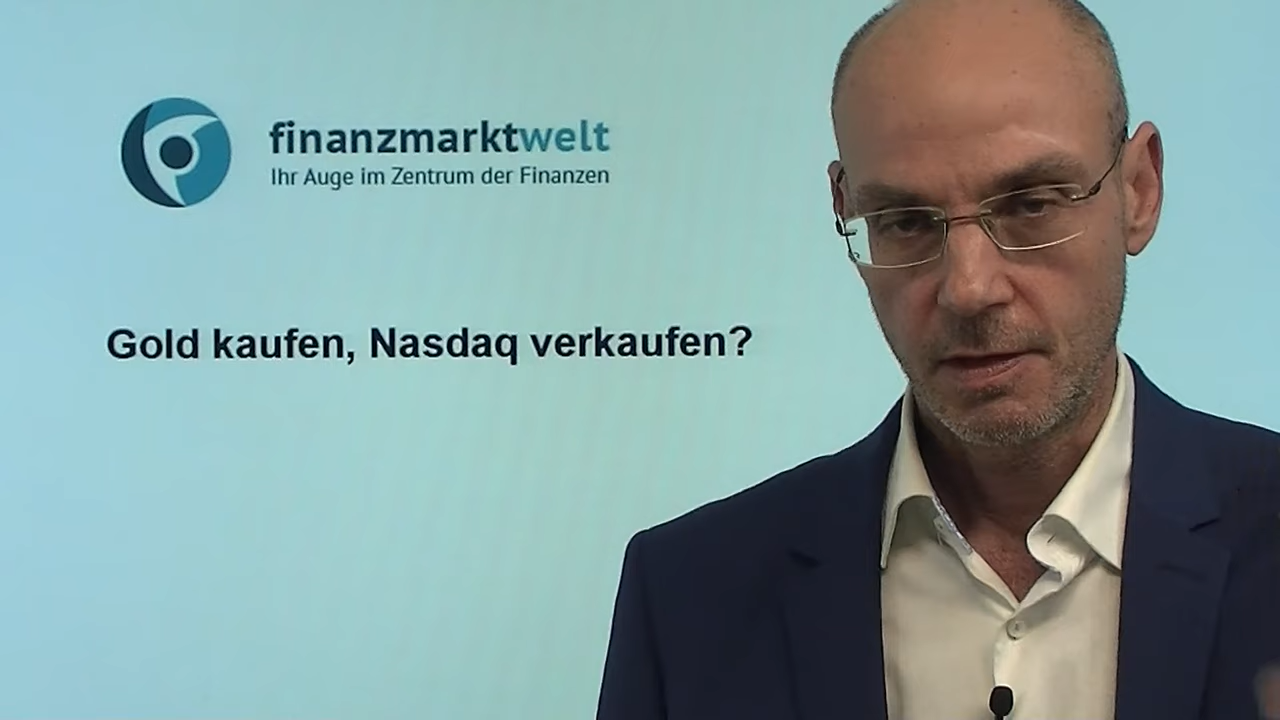 finanzmarktwelt
Ihr Auge im Zentrum der Finanzen
Gold kaufen, Nasdaq verkaufen?